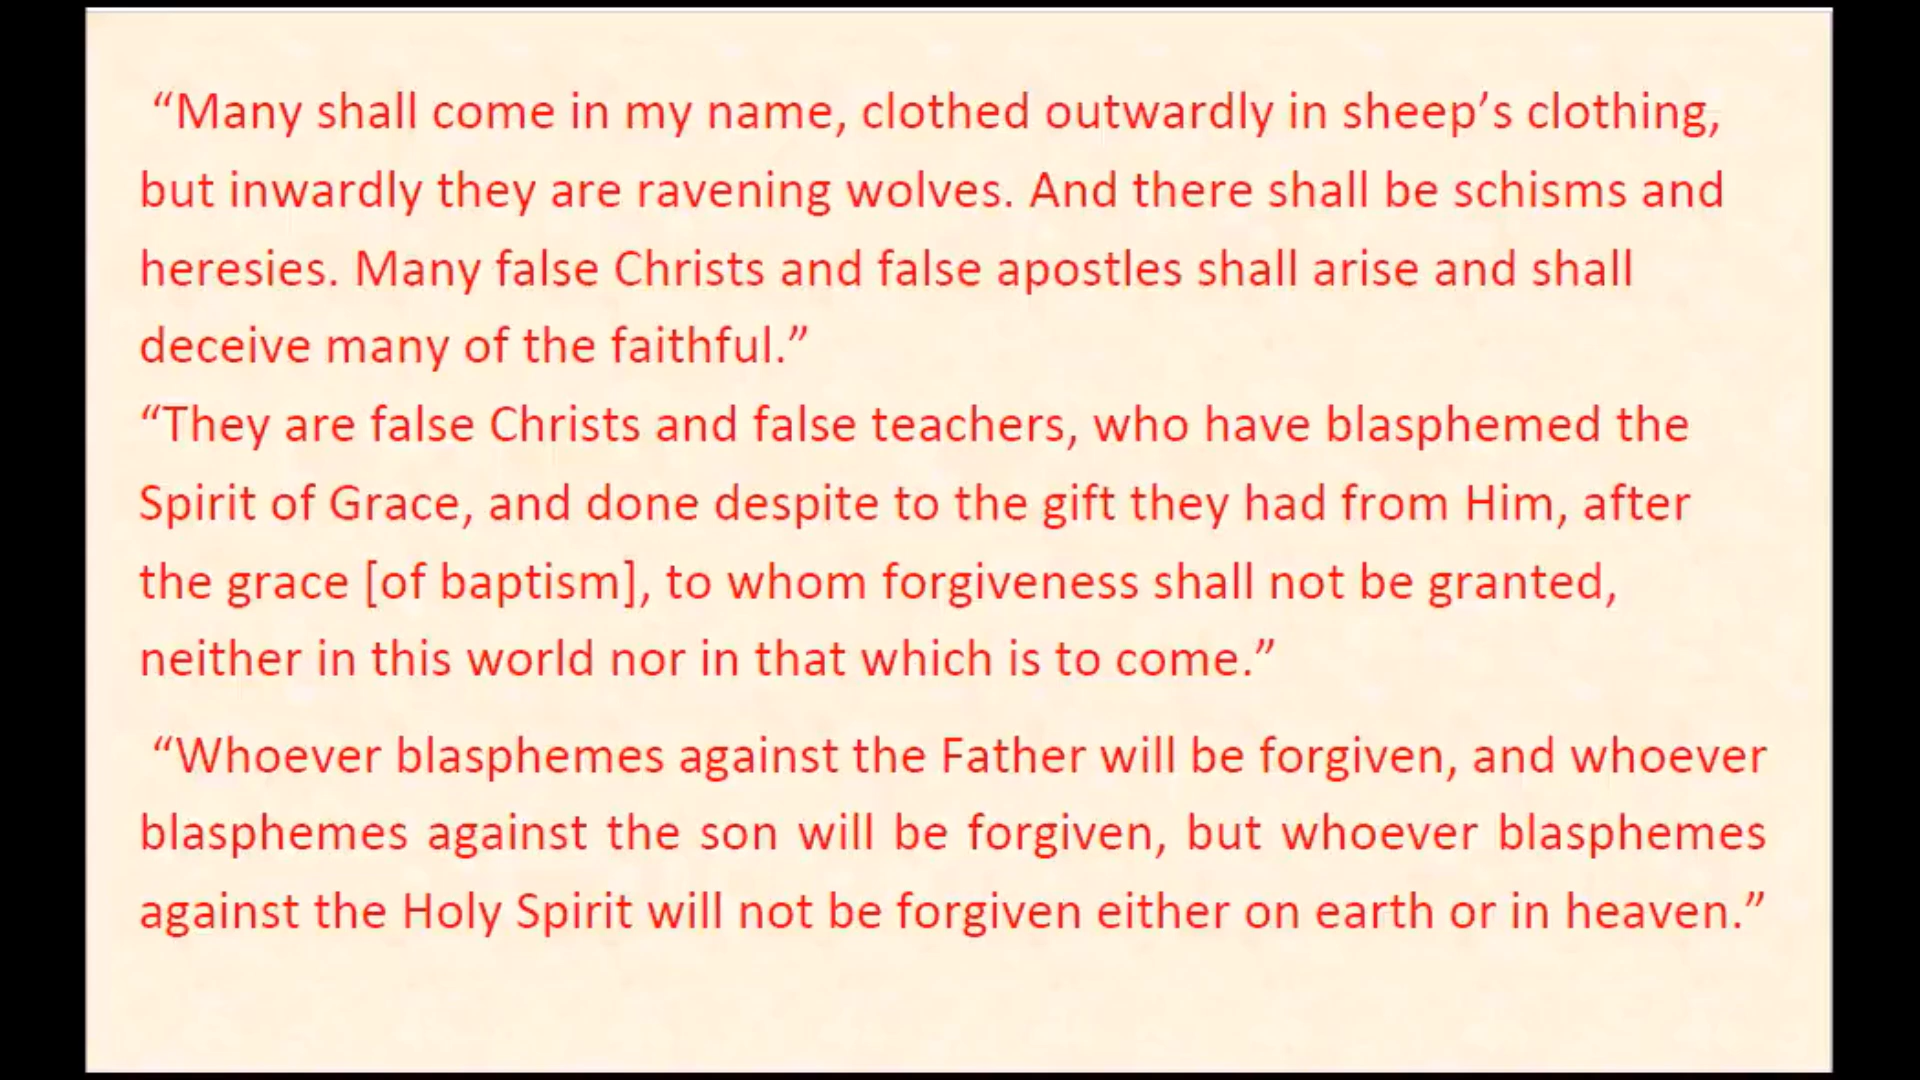 “Many shall come in my name, clothed outwardly in sheep’s clothing,
but inwardly they are ravening wolves. And there shall be schisms and
heresies. Many false Christs and false apostles shall arise and shall
deceive many of the faithful.”
“They are false Christs and false teachers, who have blasphemed the
Spirit of Grace, and done despite to the gift they had from Him, after
the grace [of baptism], to whom forgiveness shall not be granted,
neither in this world nor in that which is to come.”
“Whoever blasphemes against the Father will be forgiven, and whoever
blasphemes against the son will be forgiven, but whoever blasphemes
against the Holy Spirit will not be forgiven either on earth or in heaven.”